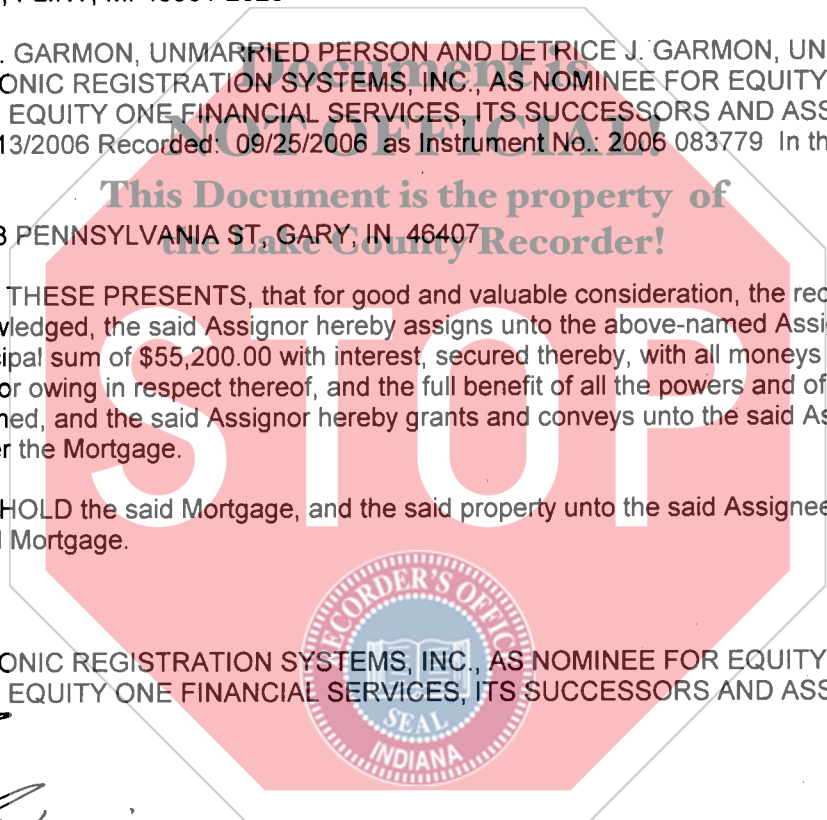 . GARMON, UNMARRIED PERSON AND DETRICE J. GARMON, UN
Document is
ONIC REGISTRATION SYSTEMS, INC., AS NOMINEE FOR EQUITY
EQUITY ONE FINANCIAL SERVICES, ITS SUCCESSORS AND ASS
NOT OFFICIAL!
13/2006 Recorded: 09/25/2006 as Instrument No.: 2006 083779 In th
This Document is the property of
PENNSYLVANIA ST, GARY, IN 46407
the Lake County Recorder!
THESE PRESENTS, that for good and valuable consideration, the rec
wledged, the said Assignor hereby assigns unto the above-named Assi
ipal sum of $55,200.00 with interest, secured thereby, with all moneys
or owing in respect thereof, and the full benefit of all the powers and of
ned, and the said Assignor hereby grants and conveys unto the said As
r the Mortgage.
STOP
HOLD the said Mortgage, and the said property unto the said Assignee
Mortgage.
RECORDER'S OFFIC
ONIC REGISTRATION SYSTEMS, INC., AS NOMINEE FOR EQUITY
EQUITY ONE FINANCIAL SERVICES, ITS SUCCESSORS AND ASS
SEAL
INDIANA